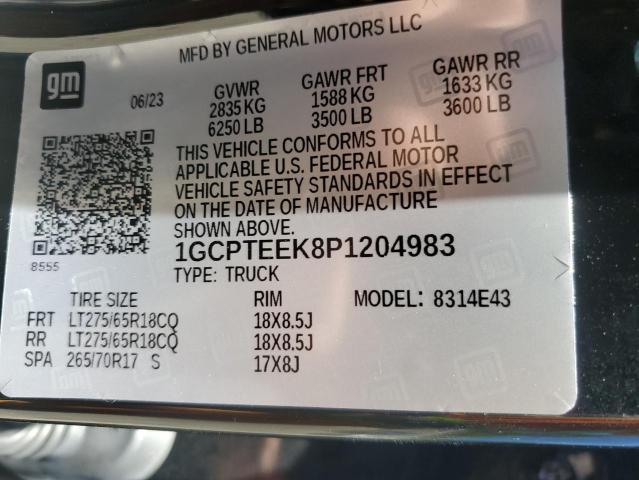 MFD BY GENERAL MOTORS LLC
gm
06/23
GVWR GAWR FRT GAWR RR
2835 KG 1588 KG 1633 KG
6250 LB 3500 LB 3600 LB
THIS VEHICLE CONFORMS TO ALL
APPLICABLE U.S. FEDERAL MOTOR
VEHICLE SAFETY STANDARDS IN EFFECT
ON THE DATE OF MANUFACTURE
SHOWN ABOVE.
8555
1GCPTEEK8P1204983
TYPE: TRUCK
TIRE SIZE RIM MODEL: 8314E43
FRT LT275/65R18CQ 18X8.5J
RR LT275/65R18CQ 18X8.5J
SPA 265/70R17 S 17X8J